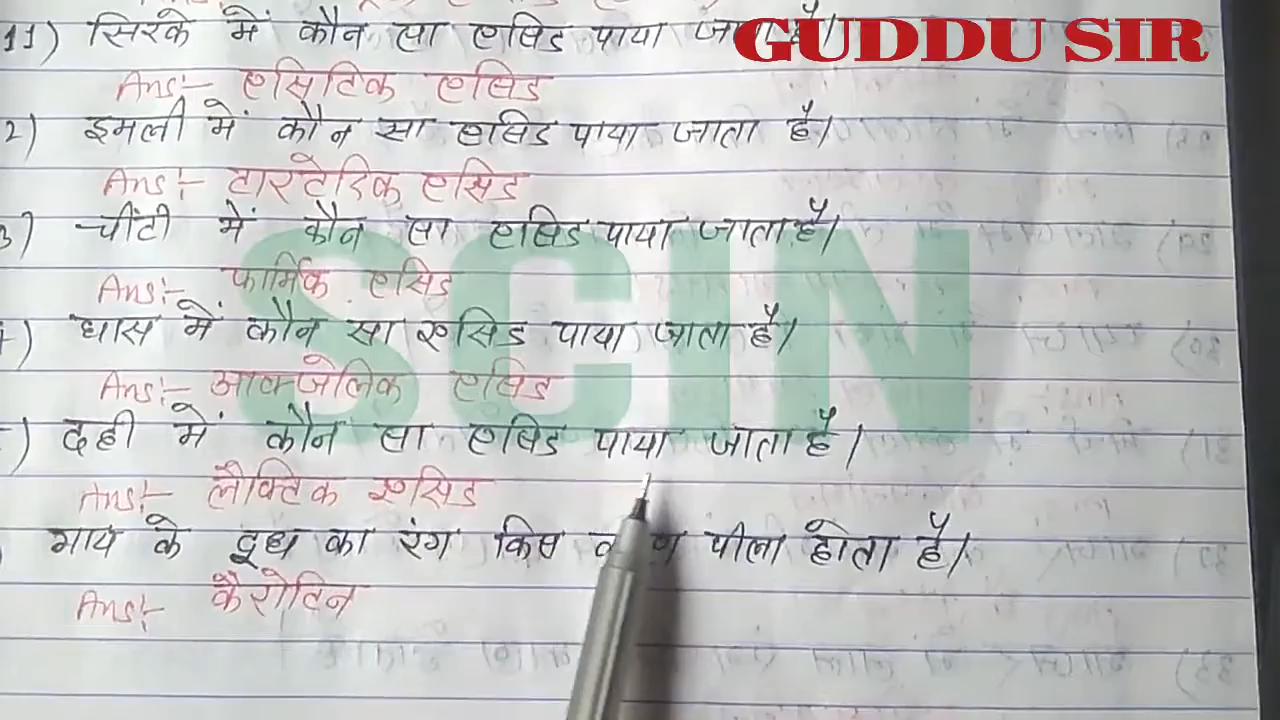 11) सिरके में कौन सा एसिड पाया जाता है।
GUDDU SIR
Ans:- एसिटिक एसिड
2) इमली में कौन सा एसिड पाया जाता है।
Ans:- टारटेरिक एसिड
3) चींटी में कौन सा एसिड पाया जाता है।
Ans:- फार्मिक एसिड
) घास में कौन सा एसिड पाया जाता है।
Ans:- आक्जेलिक एसिड
) दही में कौन सा एसिड पाया जाता है।
Ans:- लैक्टिक एसिड
गाय के दूध का रंग किस पीला होता है।
Ans:- कैरोटिन
SCIN